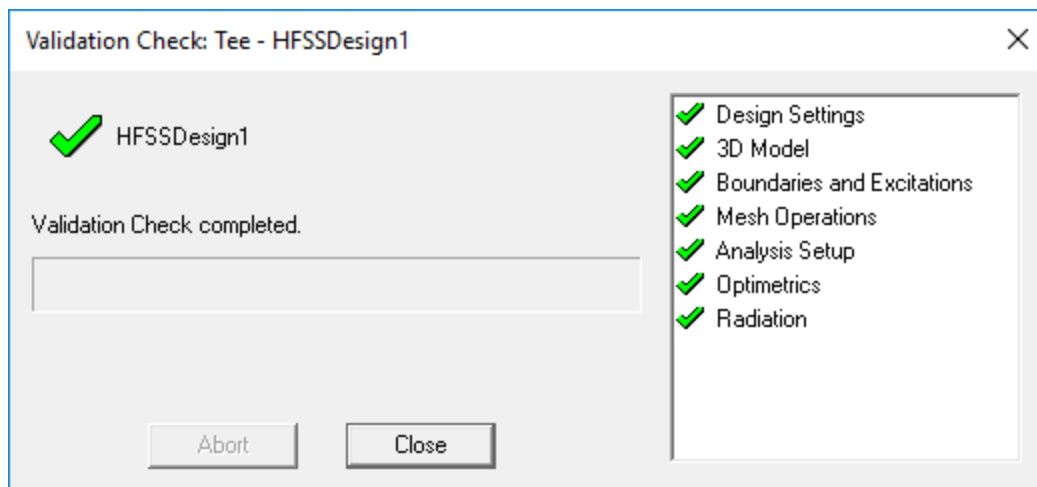 Validation Check: Tee - HFSSDesign1
HFSSDesign1
Validation Check completed.
Abort
Close
Design Settings
3D Model
Boundaries and Excitations
Mesh Operations
Analysis Setup
Optimetrics
Radiation